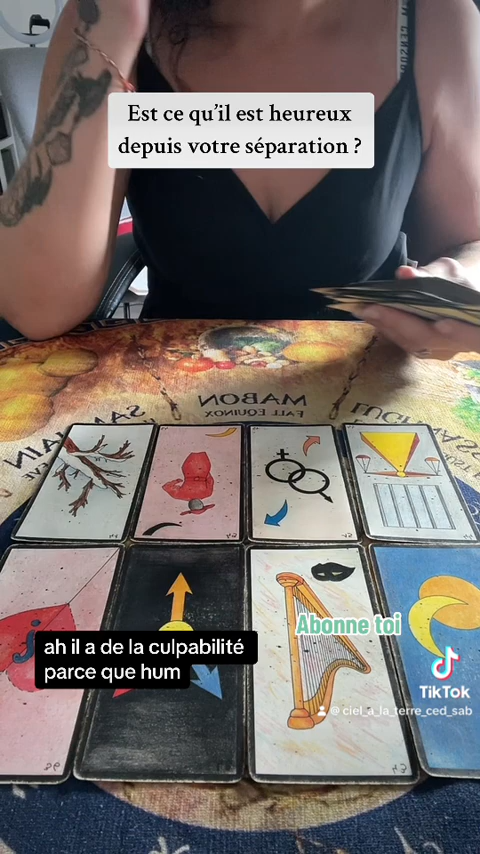 Est ce qu'il est heureux
depuis votre séparation ?
MABON
FALL EQUINOX
Abonne toi
ah il a de la culpabilité
parce que hum
TikTok
@ciel_a_la_terre_ced_sab